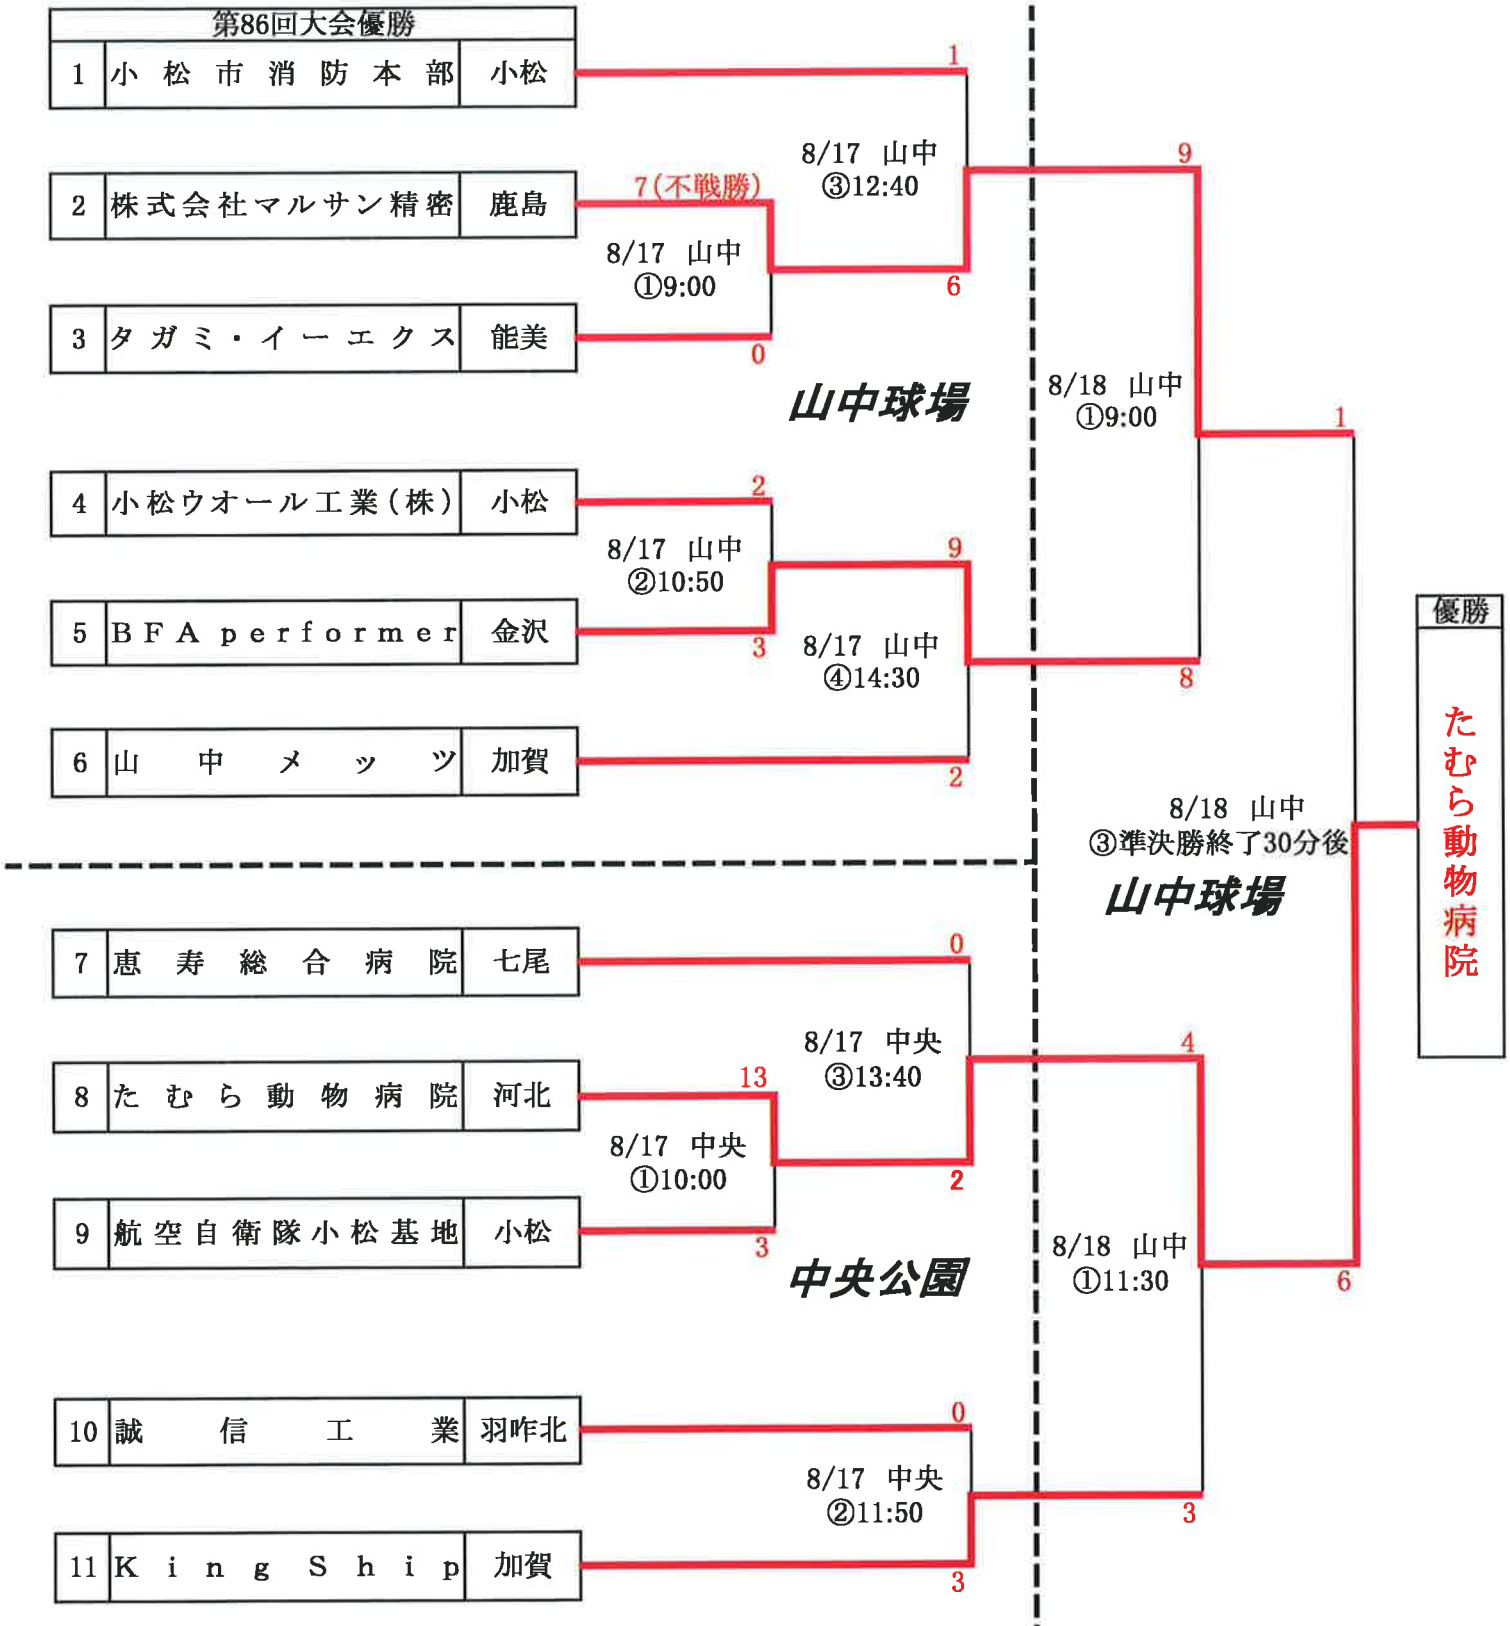 第86回大会優勝
1 小松市消防本部 小松
1
8/17 山中
③12:40
9
2 株式会社マルサン精密 鹿島
7(不戦勝)
8/17 山中
①9:00
6
3 タガミ・イーエクス 能美
0
山中球場
8/18 山中
①9:00
1
4 小松ウオール工業(株) 小松
2
8/17 山中
②10:50
9
5 BFA performer 金沢
3
8/17 山中
④14:30
8
6 山中メッツ 加賀
2
優勝
たむら動物病院
8/18 山中
③準決勝終了30分後
山中球場
7 恵寿総合病院 七尾
0
8/17 中央
③13:40
4
8 たむら動物病院 河北
13
8/17 中央
①10:00
2
9 航空自衛隊小松基地 小松
3
中央公園
8/18 山中
①11:30
6
10 誠信工業 羽咋北
0
8/17 中央
②11:50
3
11 King Ship 加賀
3